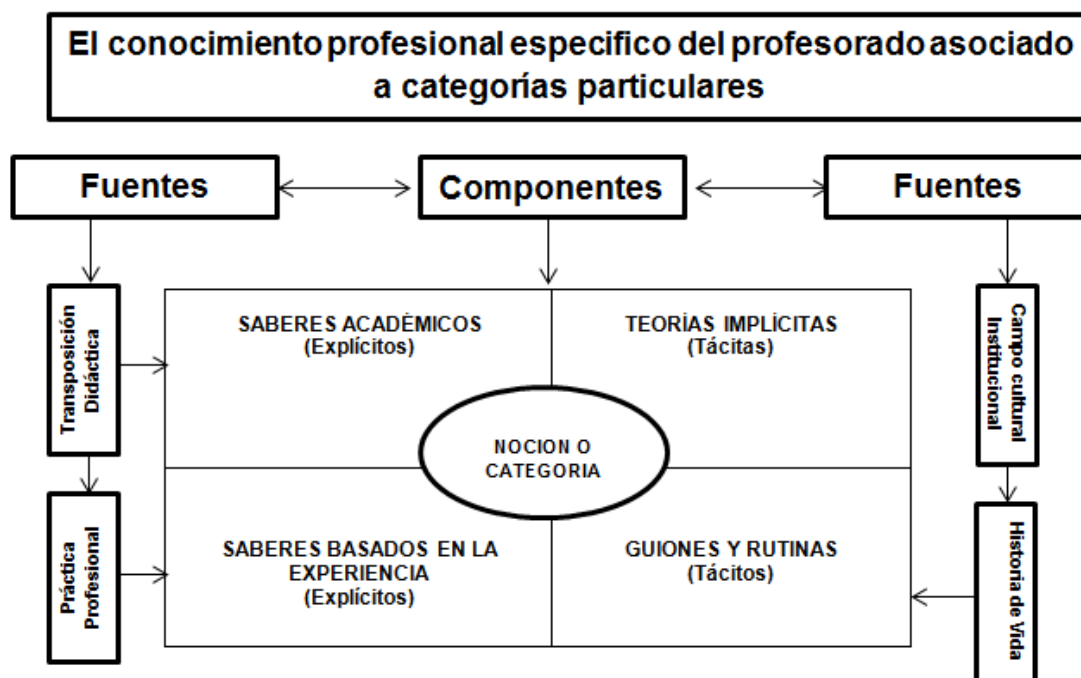 El conocimiento profesional especifico del profesorado asociado
a categorías particulares
Fuentes
Componentes
Fuentes
Transposición
Didáctica
SABERES ACADÉMICOS
(Explícitos)
TEORÍAS IMPLÍCITAS
(Tácitas)
Campo cultural
Institucional
NOCION O
CATEGORIA
Práctica
Profesional
SABERES BASADOS EN LA
EXPERIENCIA
(Explícitos)
GUIONES Y RUTINAS
(Tácitos)
Historia de Vida